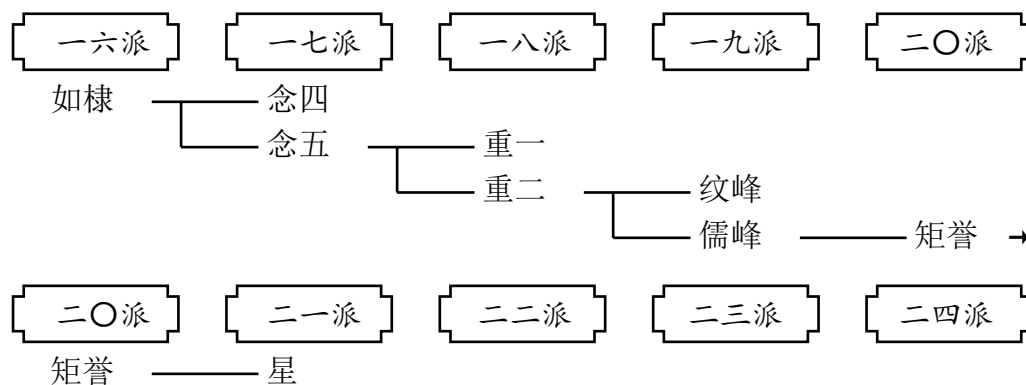 一六派 一七派 一八派 一九派 二〇派
如棣 念四
念五 重一
重二 纹峰
儒峰 矩誉
二〇派 二一派 二二派 二三派 二四派
矩誉 星